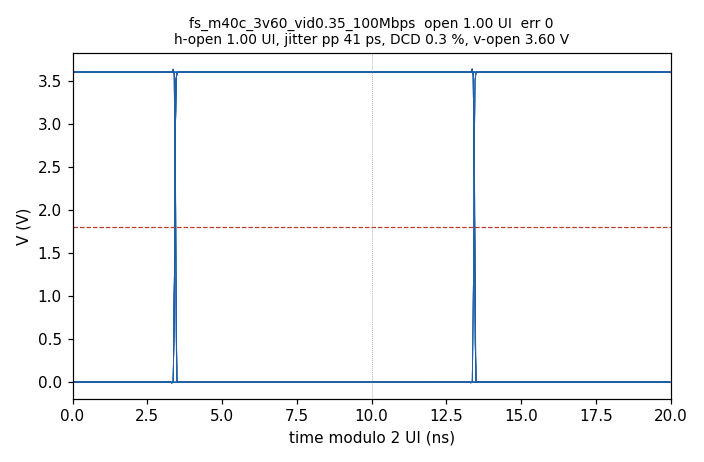 fs_m40c_3v60_vid0.35_100Mbps  open 1.00 UI  err 0
h-open 1.00 UI, jitter pp 41 ps, DCD 0.3 %, v-open 3.60 V
3.5
3.0
2.5
2.0
1.5
1.0
0.5
0.0
V (V)
0.0 2.5 5.0 7.5 10.0 12.5 15.0 17.5 20.0
time modulo 2 UI (ns)